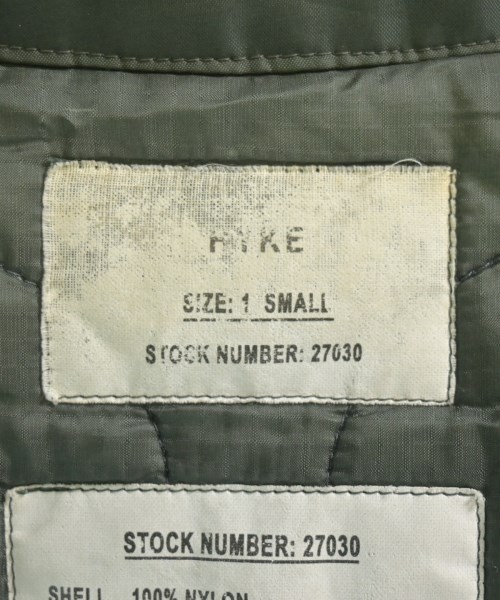 HYKE
SIZE: 1 SMALL
STOCK NUMBER: 27030
STOCK NUMBER: 27030
SHELL 100% NYLON